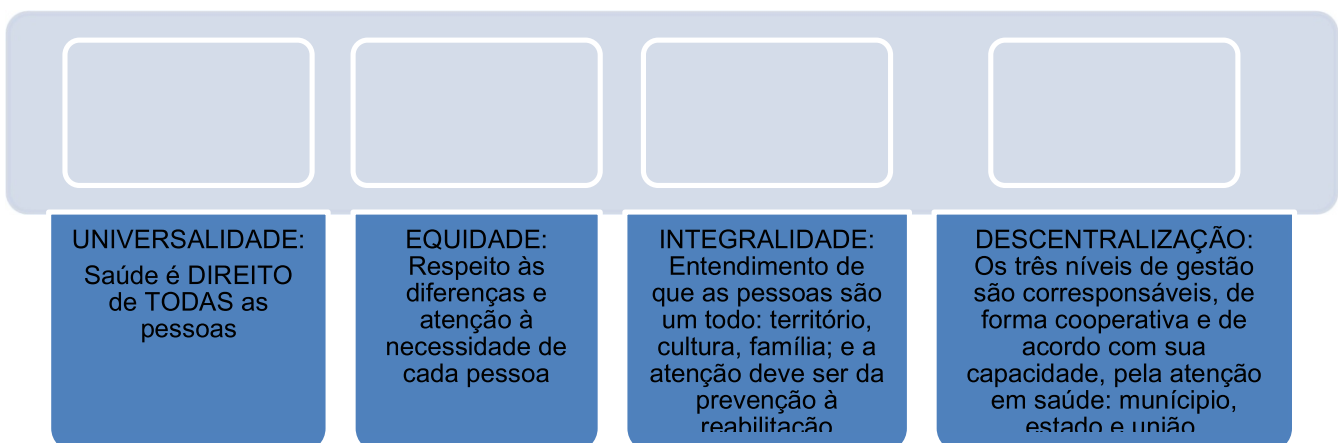 UNIVERSALIDADE:
Saúde é DIREITO
de TODAS as
pessoas
EQUIDADE:
Respeito às
diferenças e
atenção à
necessidade de
cada pessoa
INTEGRALIDADE:
Entendimento de
que as pessoas são
um todo: território,
cultura, família; e a
atenção deve ser da
prevenção à
reabilitação
DESCENTRALIZAÇÃO:
Os três níveis de gestão
são corresponsáveis, de
forma cooperativa e de
acordo com sua
capacidade, pela atenção
em saúde: munícipio,
estado e união